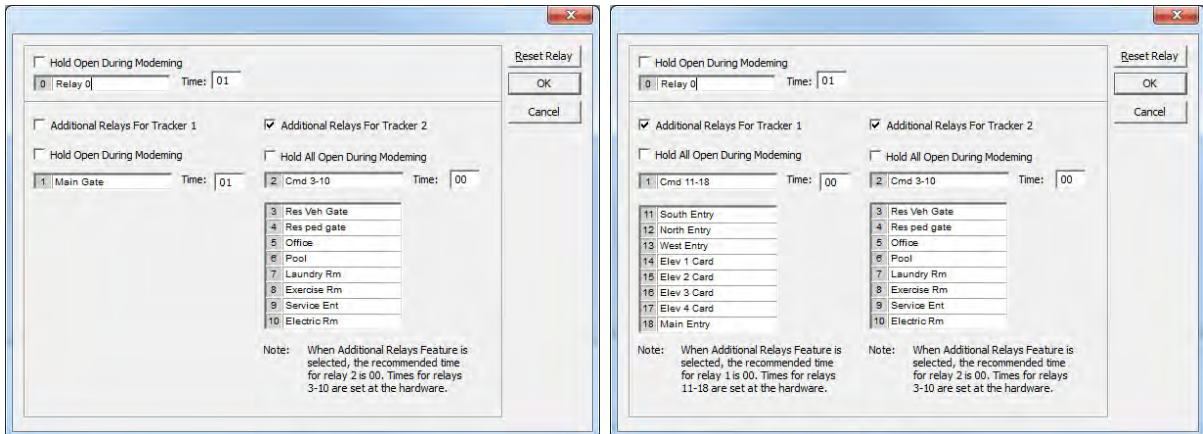 Hold Open During Modeming
0 Relay 0 Time: 01
Reset Relay
OK
Cancel
Additional Relays For Tracker 1
Hold Open During Modeming
1 Main Gate Time: 01
Additional Relays For Tracker 2
Hold All Open During Modeming
2 Cmd 3-10 Time: 00
3 Res Veh Gate
4 Res ped gate
5 Office
6 Pool
7 Laundry Rm
8 Exercise Rm
9 Service Ent
10 Electric Rm
Note: When Additional Relays Feature is
selected, the recommended time
for relay 2 is 00. Times for relays
3-10 are set at the hardware.
Hold Open During Modeming
0 Relay 0 Time: 01
Reset Relay
OK
Cancel
Additional Relays For Tracker 1
Hold All Open During Modeming
1 Cmd 11-18 Time: 00
11 South Entry
12 North Entry
13 West Entry
14 Elev 1 Card
15 Elev 2 Card
16 Elev 3 Card
17 Elev 4 Card
18 Main Entry
Note: When Additional Relays Feature is
selected, the recommended time
for relay 1 is 00. Times for relays
11-18 are set at the hardware.
Additional Relays For Tracker 2
Hold All Open During Modeming
2 Cmd 3-10 Time: 00
3 Res Veh Gate
4 Res ped gate
5 Office
6 Pool
7 Laundry Rm
8 Exercise Rm
9 Service Ent
10 Electric Rm
Note: When Additional Relays Feature is
selected, the recommended time
for relay 2 is 00. Times for relays
3-10 are set at the hardware.